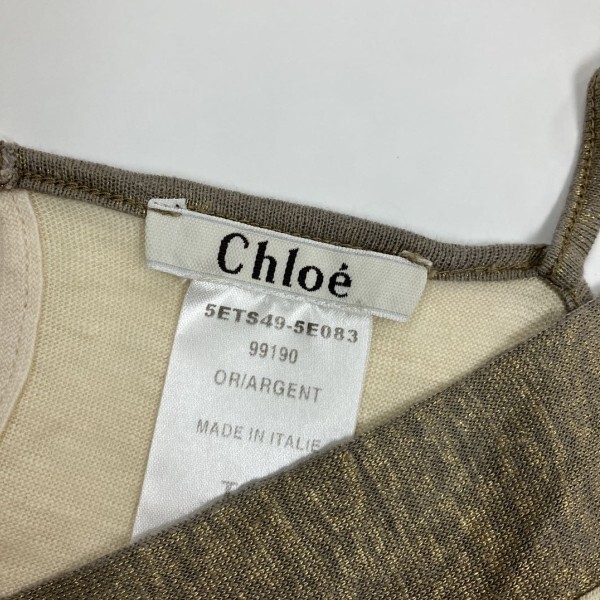 Chloé
5ETS49-5E083
99190
OR/ARGENT
MADE IN ITALIE